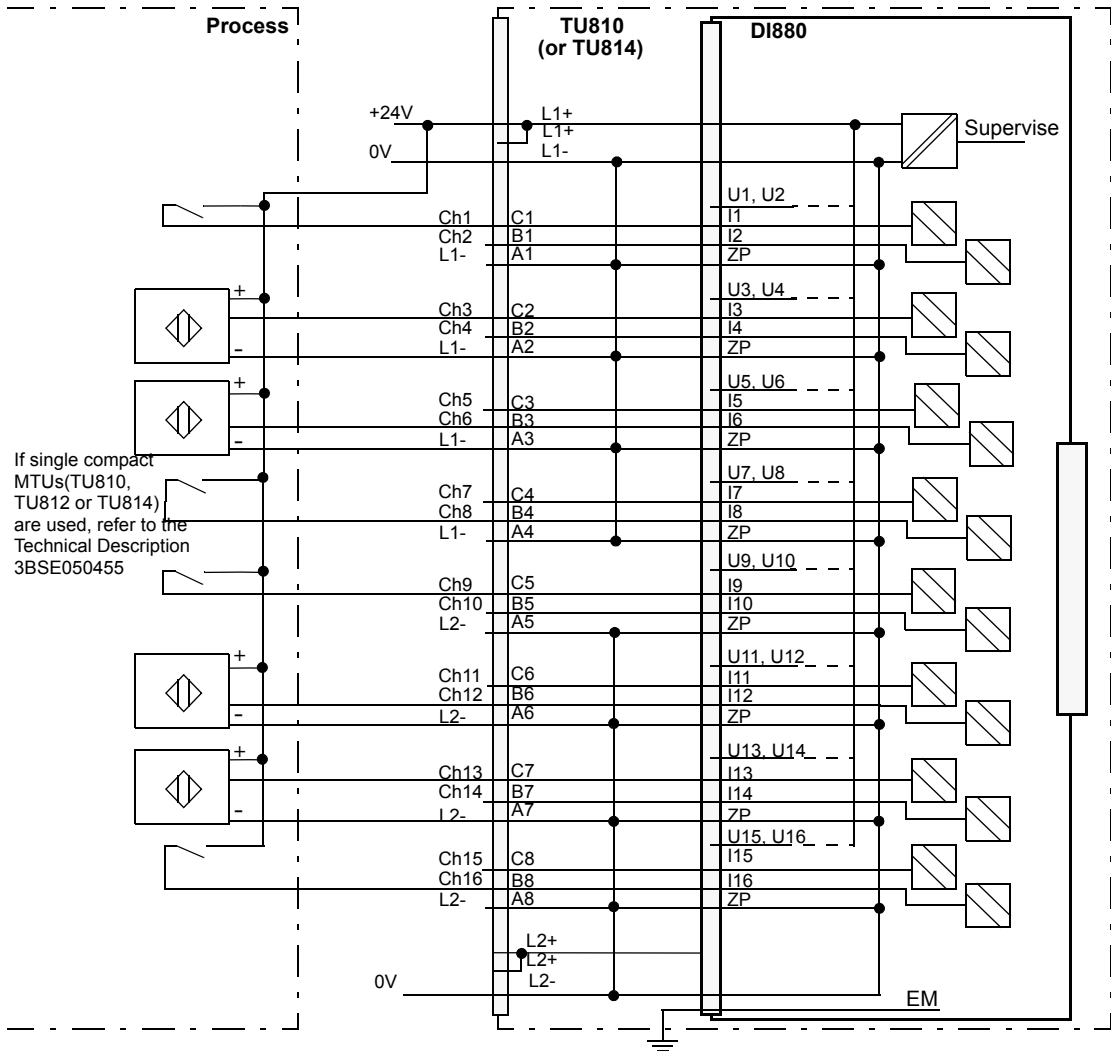 Process
TU810
(or TU814)
DI880
+24V
L1+
L1+
0V
L1-
Supervise
U1, U2
Ch1 C1 I1
Ch2 B1 I2
L1- A1 ZP
+
U3, U4
Ch3 C2 I3
Ch4 B2 I4
-
L1- A2 ZP
+
U5, U6
Ch5 C3 I5
Ch6 B3 I6
-
L1- A3 ZP
If single compact
MTUs(TU810,
TU812 or TU814)
are used, refer to the
Technical Description
3BSE050455
U7, U8
Ch7 C4 I7
Ch8 B4 I8
L1- A4 ZP
U9, U10
Ch9 C5 I9
Ch10 B5 I10
L2- A5 ZP
+
U11, U12
Ch11 C6 I11
Ch12 B6 I12
-
L2- A6 ZP
+
U13, U14
Ch13 C7 I13
Ch14 B7 I14
-
L2- A7 ZP
U15, U16
Ch15 C8 I15
Ch16 B8 I16
L2- A8 ZP
L2+
L2+
0V
L2-
EM